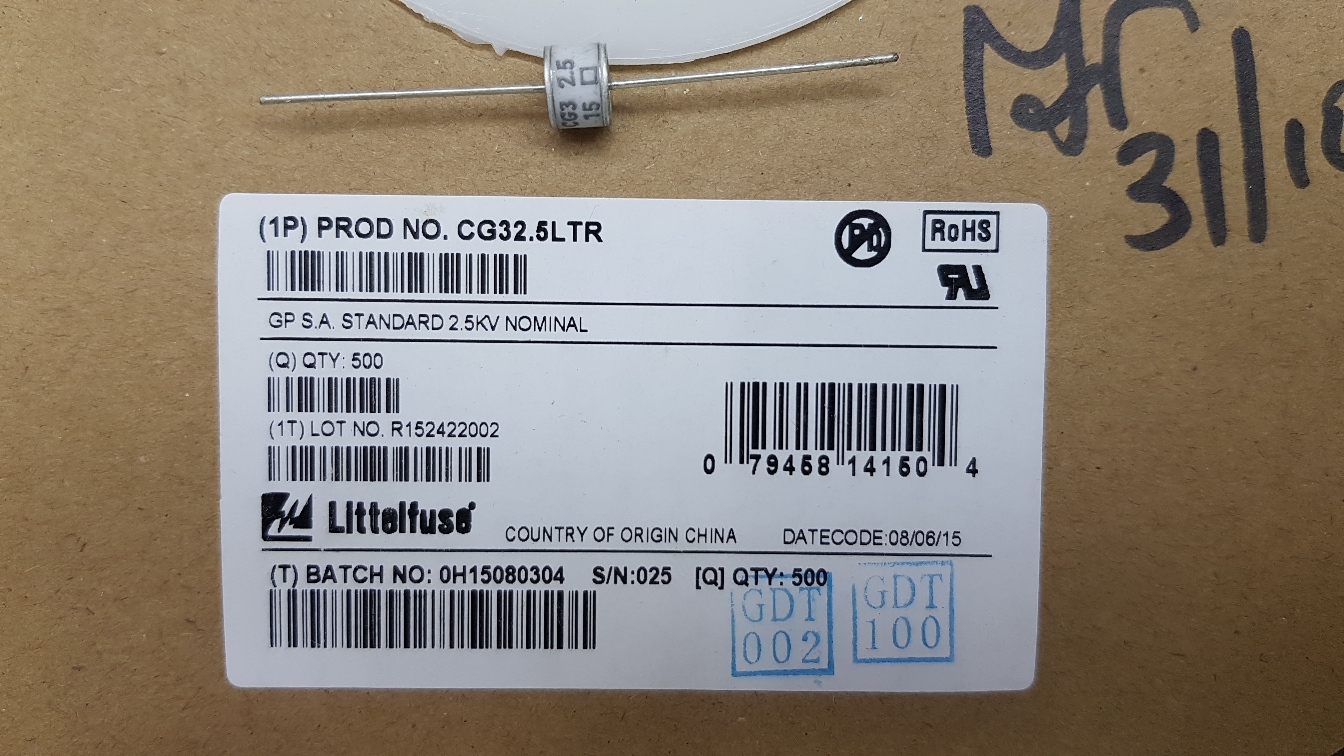 CG3 2.5
15
31/10
(1P) PROD NO. CG32.5LTR
Pb
RoHS
GP S.A. STANDARD 2.5KV NOMINAL
(Q) QTY: 500
(1T) LOT NO. R152422002
0 79458 14150 4
Littelfuse
COUNTRY OF ORIGIN CHINA DATECODE:08/06/15
(T) BATCH NO: 0H15080304 S/N:025 [Q] QTY: 500
GDT
002
GDT
100